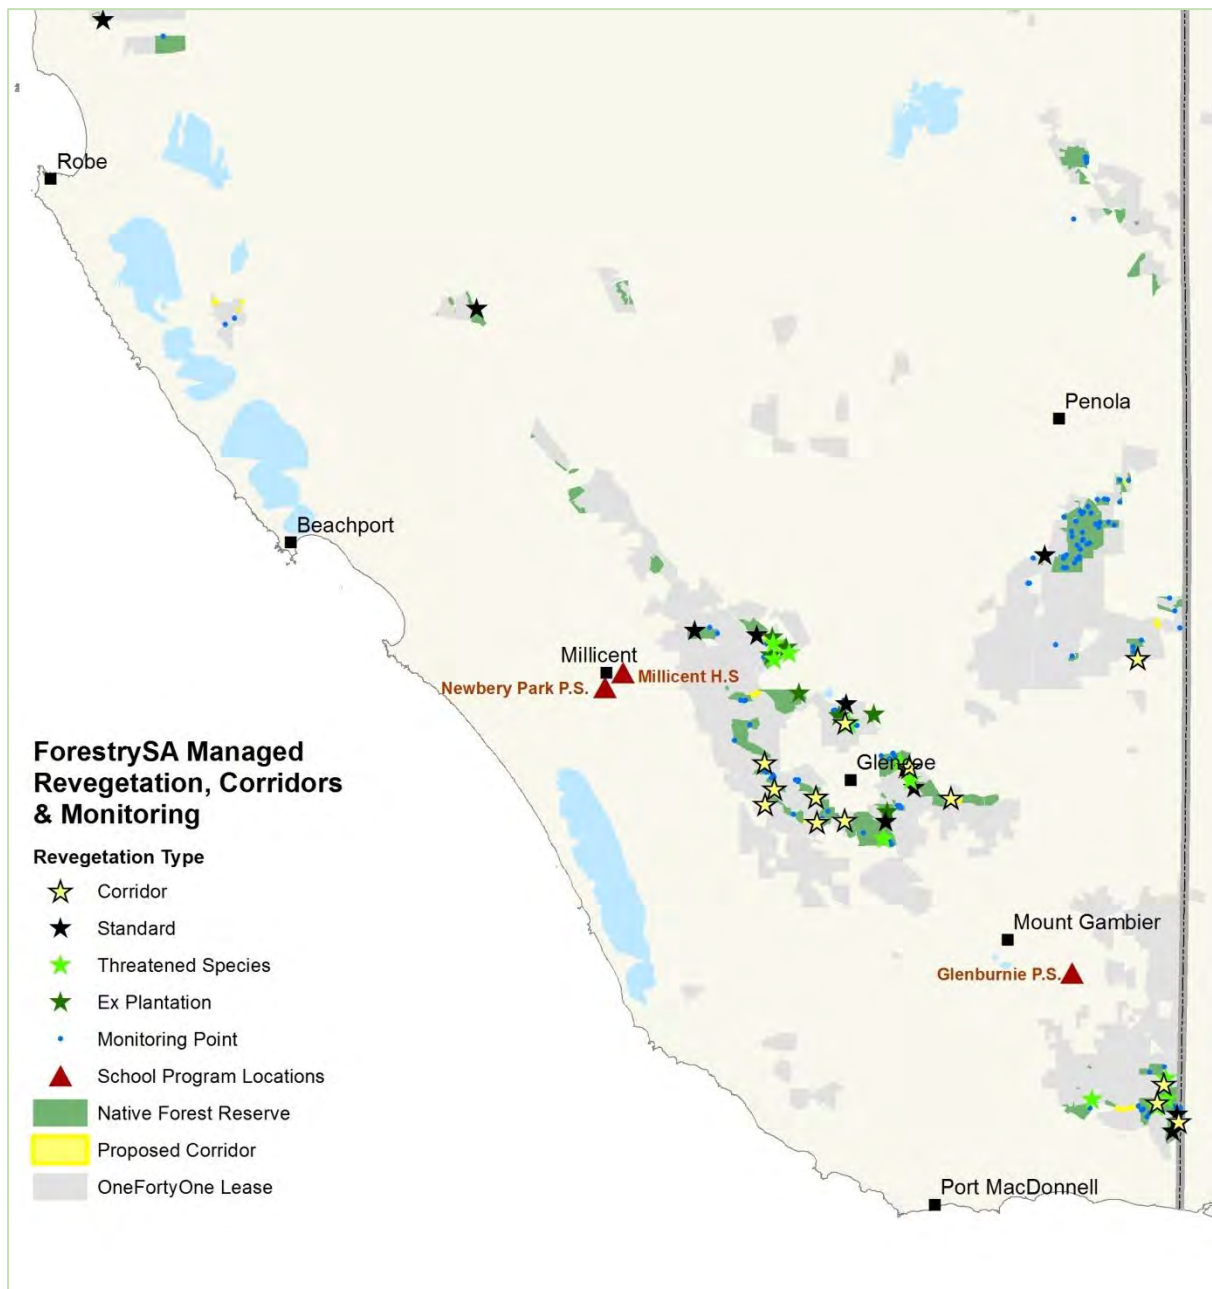 Robe
Penola
Beachport
Millicent
Millicent H.S
Newbery Park P.S.
Glencoe
Mount Gambier
Glenburnie P.S.
Port MacDonnell
ForestrySA Managed
Revegetation, Corridors
& Monitoring
Revegetation Type
Corridor
Standard
Threatened Species
Ex Plantation
Monitoring Point
School Program Locations
Native Forest Reserve
Proposed Corridor
OneFortyOne Lease